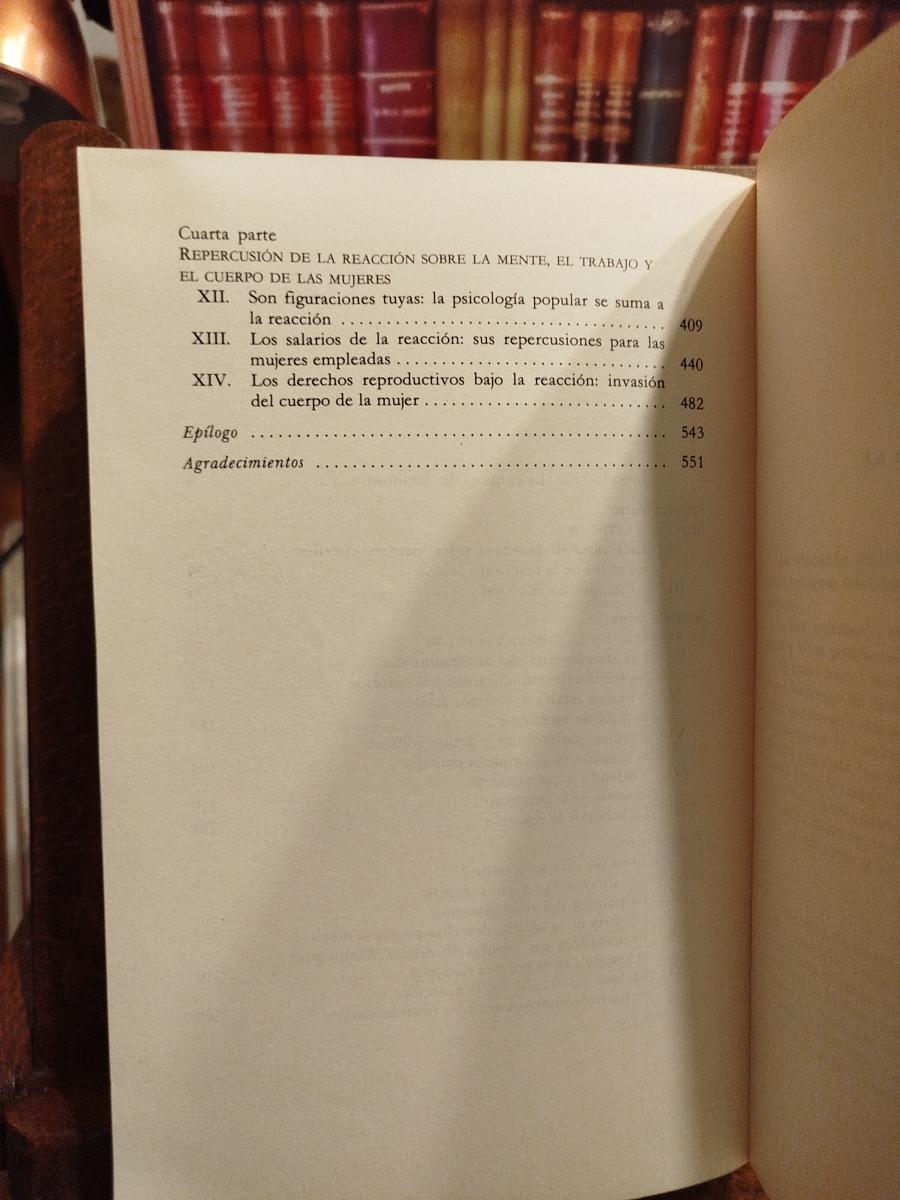 Cuarta parte
REPERCUSIÓN DE LA REACCIÓN SOBRE LA MENTE, EL TRABAJO Y
EL CUERPO DE LAS MUJERES
XII. Son figuraciones tuyas: la psicología popular se suma a
la reacción ........................................ 409
XIII. Los salarios de la reacción: sus repercusiones para las
mujeres empleadas ................................. 440
XIV. Los derechos reproductivos bajo la reacción: invasión
del cuerpo de la mujer ............................. 482
Epílogo .................................................. 543
Agradecimientos .......................................... 551